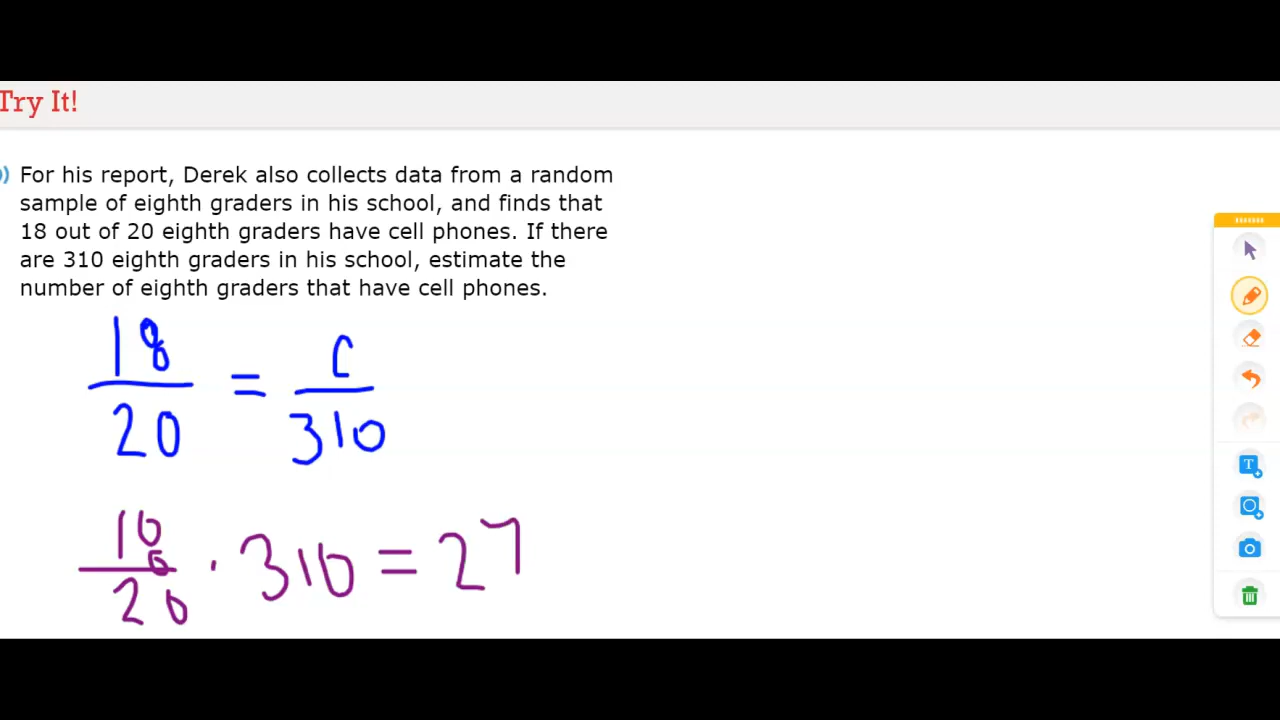 Try It!
) For his report, Derek also collects data from a random
sample of eighth graders in his school, and finds that
18 out of 20 eighth graders have cell phones. If there
are 310 eighth graders in his school, estimate the
number of eighth graders that have cell phones.
18/20 = c/310
18/20 · 310 = 27
T